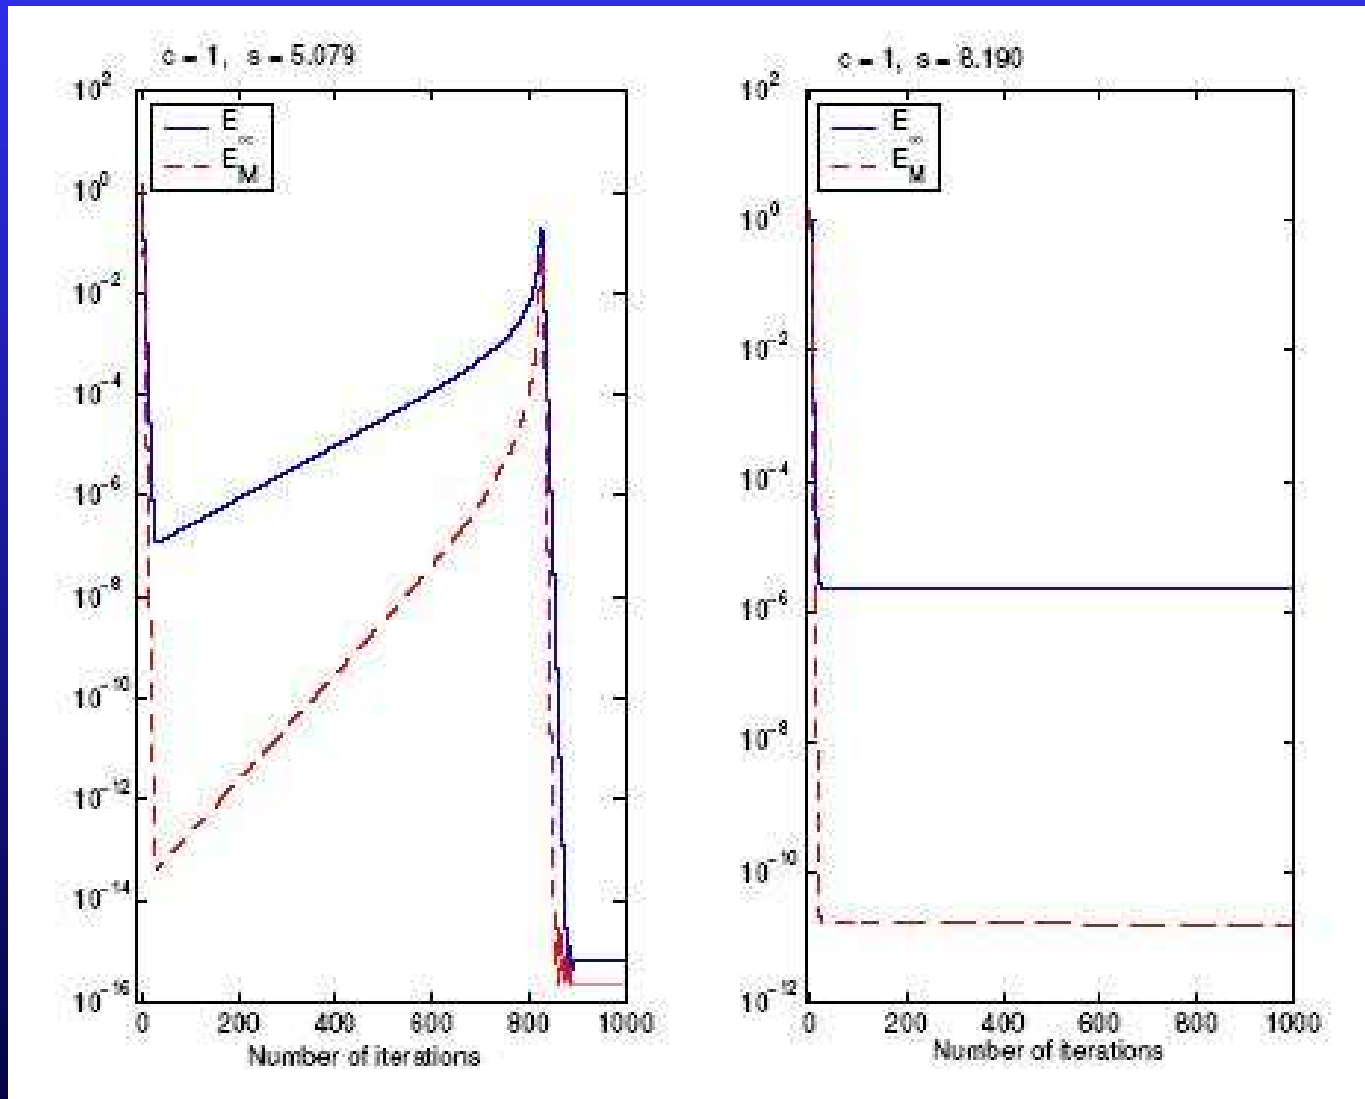 c = 1, s = 5.079
10^2
10^0
10^-2
10^-4
10^-6
10^-8
10^-10
10^-12
10^-14
10^-16
E_∞
E_M
0 200 400 600 800 1000
Number of iterations
c = 1, s = 8.190
10^2
10^0
10^-2
10^-4
10^-6
10^-8
10^-10
10^-12
E_∞
E_M
0 200 400 600 800 1000
Number of iterations